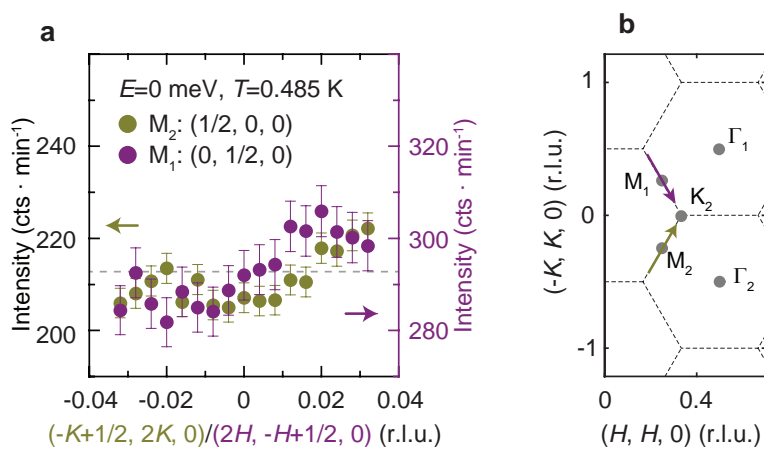 a
E=0 meV, T=0.485 K
M₂: (1/2, 0, 0)
M₁: (0, 1/2, 0)
Intensity (cts · min⁻¹)
260
240
220
200
Intensity (cts · min⁻¹)
320
300
280
-0.04
-0.02
0
0.02
0.04
(-K+1/2, 2K, 0)/(2H, -H+1/2, 0) (r.l.u.)
b
(-K, K, 0) (r.l.u.)
1
0
-1
Γ₁
M₁
K₂
M₂
Γ₂
0
0.4
(H, H, 0) (r.l.u.)